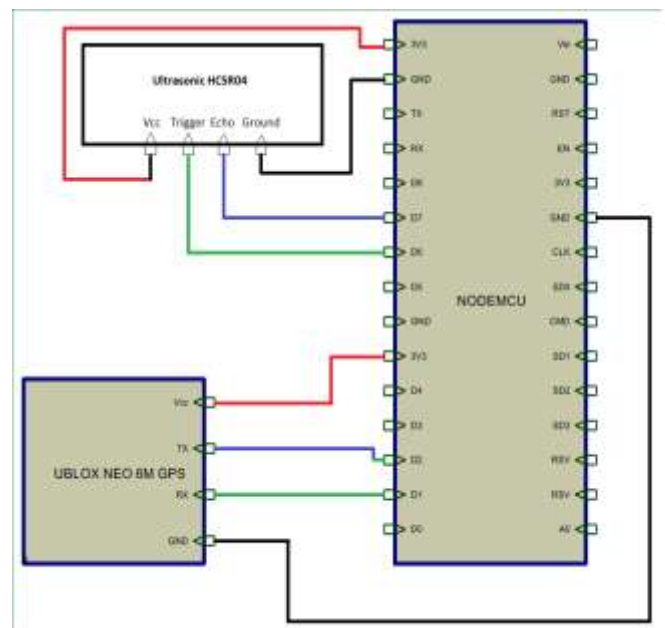 Ultrasonic HCSR04
Vcc Trigger Echo Ground
3V3
GND
TX
RX
D8
D7
D6
D5
GND
3V3
D4
D3
D2
D1
D0
NODEMCU
Vin
GND
RST
EN
3V3
GND
CLK
SD0
CMD
SD1
SD2
SD3
RSV
RSV
A0
UBLOX NEO 6M GPS
Vcc
TX
RX
GND